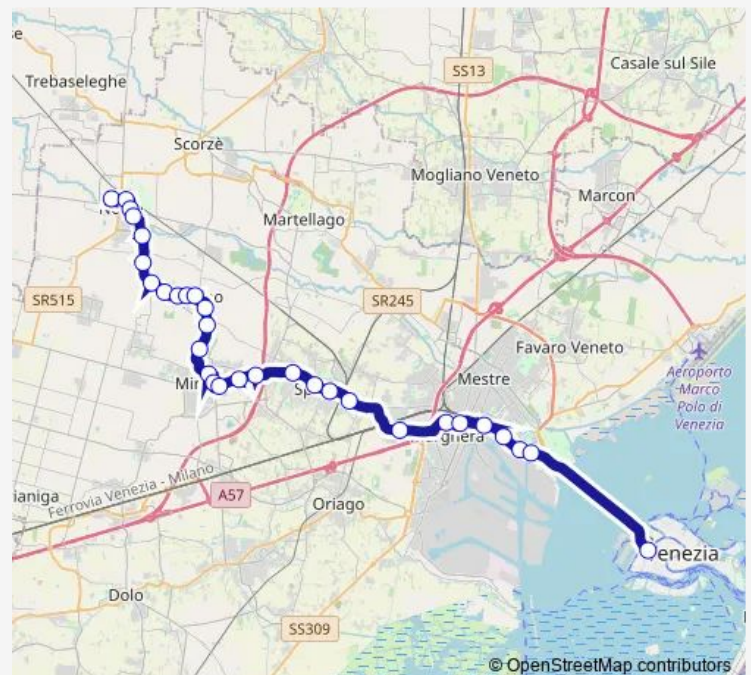 SS13
Casale sul Sile
Trebaseleghe
Scorzè
Mogliano Veneto
Marcon
Martellago
SR515
SR245
Favaro Veneto
Mestre
Aeroporto
Marco
Polo di
Venezia
Ferrovia Venezia - Milano
A57
Oriago
enezia
Dolo
SS309
© OpenStreetMap contributors